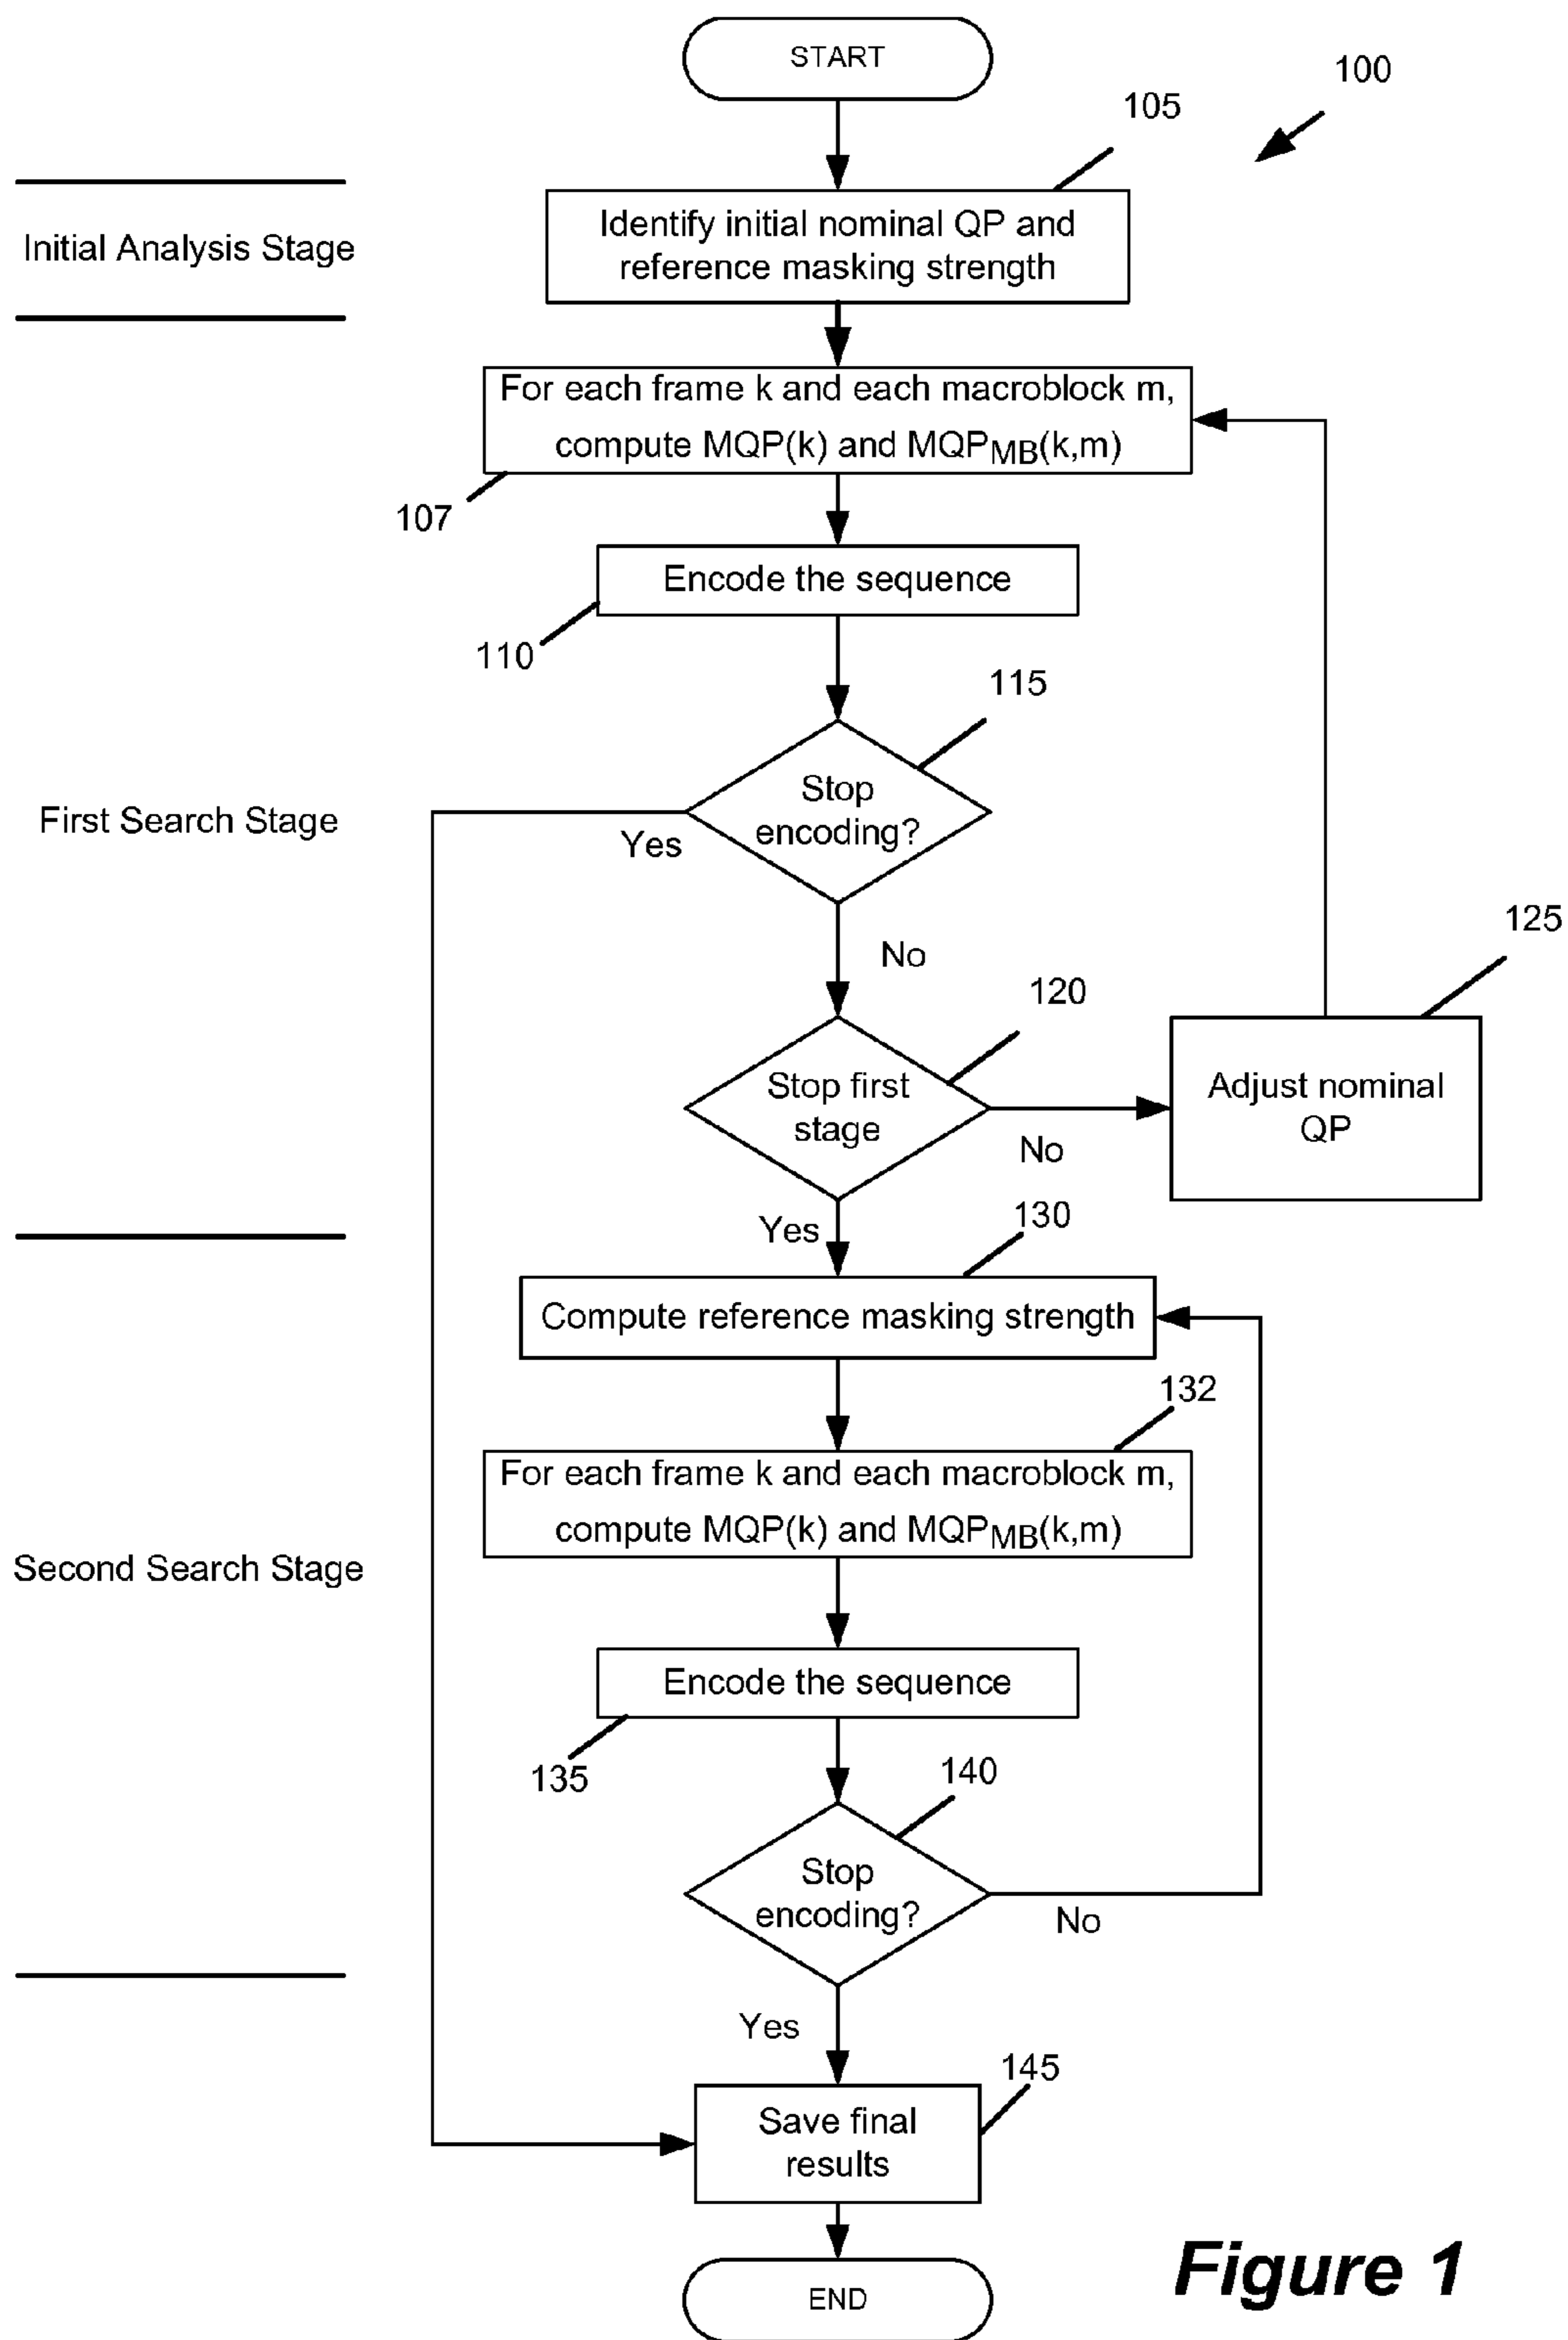 START
100
105
Initial Analysis Stage
Identify initial nominal QP and
reference masking strength
For each frame k and each macroblock m,
compute MQP(k) and MQPMB(k,m)
107
Encode the sequence
110
115
First Search Stage
Stop
encoding?
Yes
No
120
125
Stop first
stage
No
Adjust nominal
QP
Yes
130
Compute reference masking strength
132
For each frame k and each macroblock m,
compute MQP(k) and MQPMB(k,m)
Second Search Stage
Encode the sequence
135
140
Stop
encoding?
No
Yes
145
Save final
results
END
Figure 1